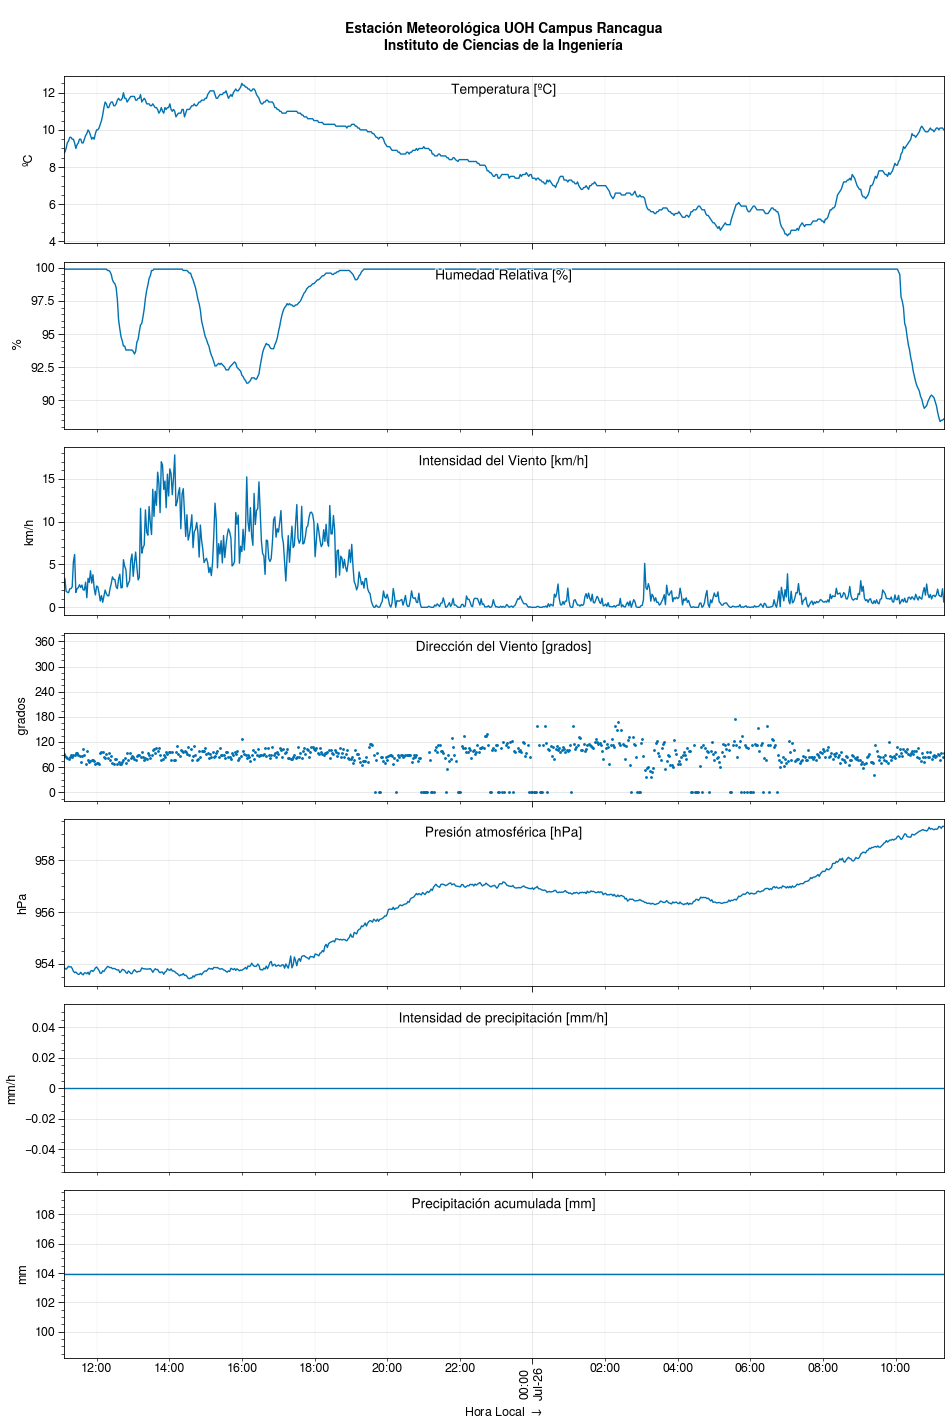 Estación Meteorológica UOH Campus Rancagua
Instituto de Ciencias de la Ingeniería
Temperatura [ºC]
ºC
12
10
8
6
4
Humedad Relativa [%]
%
100
97.5
95
92.5
90
Intensidad del Viento [km/h]
km/h
15
10
5
0
Dirección del Viento [grados]
grados
360
300
240
180
120
60
0
Presión atmosférica [hPa]
hPa
958
956
954
Intensidad de precipitación [mm/h]
mm/h
0.04
0.02
0
−0.02
−0.04
Precipitación acumulada [mm]
mm
108
106
104
102
100
12:00 14:00 16:00 18:00 20:00 22:00 00:00 02:00 04:00 06:00 08:00 10:00
Jul-26
Hora Local →